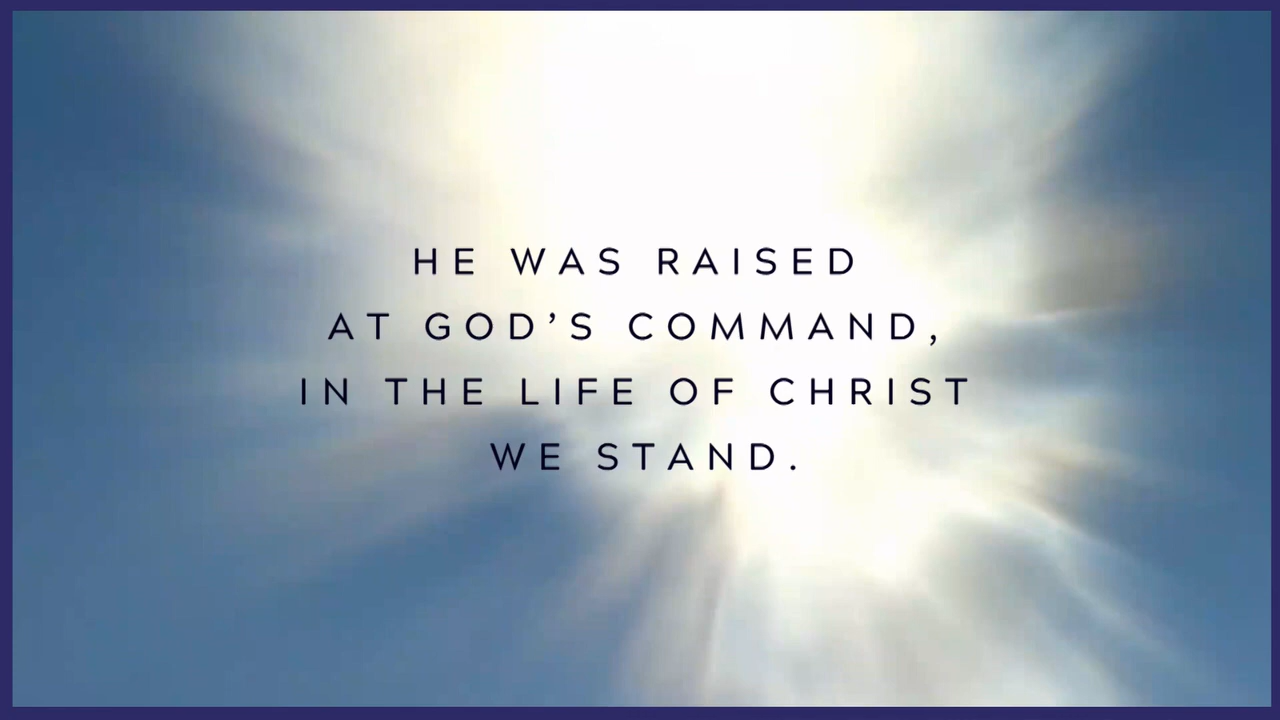 HE WAS RAISED
AT GOD’S COMMAND,
IN THE LIFE OF CHRIST
WE STAND.